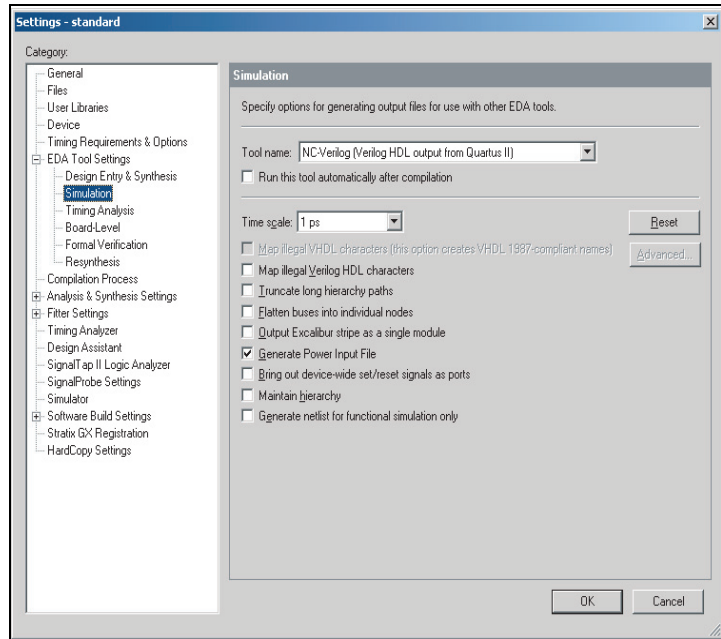 Settings - standard
Category:
General
Files
User Libraries
Device
Timing Requirements & Options
EDA Tool Settings
Design Entry & Synthesis
Simulation
Timing Analysis
Board-Level
Formal Verification
Resynthesis
Compilation Process
Analysis & Synthesis Settings
Fitter Settings
Timing Analyzer
Design Assistant
SignalTap II Logic Analyzer
SignalProbe Settings
Simulator
Software Build Settings
Stratix GX Registration
HardCopy Settings
Simulation
Specify options for generating output files for use with other EDA tools.
Tool name: NC-Verilog (Verilog HDL output from Quartus II)
Run this tool automatically after compilation
Time scale: 1 ps
Reset
Map illegal VHDL characters (this option creates VHDL 1987-compliant names)
Advanced...
Map illegal Verilog HDL characters
Truncate long hierarchy paths
Flatten buses into individual nodes
Output Excalibur stripe as a single module
Generate Power Input File
Bring out device-wide set/reset signals as ports
Maintain hierarchy
Generate netlist for functional simulation only
OK
Cancel